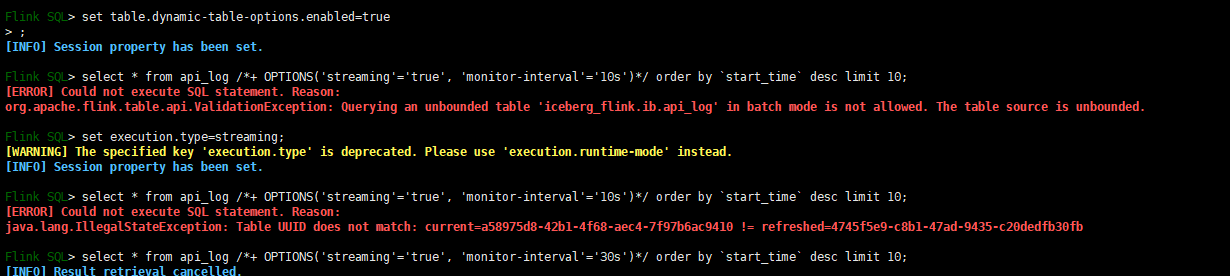 Flink SQL> set table.dynamic-table-options.enabled=true
> ;
[INFO] Session property has been set.
Flink SQL> select * from api_log /*+ OPTIONS('streaming'='true', 'monitor-interval'='10s')*/ order by `start_time` desc limit 10;
[ERROR] Could not execute SQL statement. Reason:
org.apache.flink.table.api.ValidationException: Querying an unbounded table 'iceberg_flink.ib.api_log' in batch mode is not allowed. The table source is unbounded.
Flink SQL> set execution.type=streaming;
[WARNING] The specified key 'execution.type' is deprecated. Please use 'execution.runtime-mode' instead.
[INFO] Session property has been set.
Flink SQL> select * from api_log /*+ OPTIONS('streaming'='true', 'monitor-interval'='10s')*/ order by `start_time` desc limit 10;
[ERROR] Could not execute SQL statement. Reason:
java.lang.IllegalStateException: Table UUID does not match: current=a58975d8-42b1-4f68-aec4-7f97b6ac9410 != refreshed=4745f5e9-c8b1-47ad-9435-c20dedfb30fb
Flink SQL> select * from api_log /*+ OPTIONS('streaming'='true', 'monitor-interval'='30s')*/ order by `start_time` desc limit 10;
[INFO] Result retrieval cancelled.